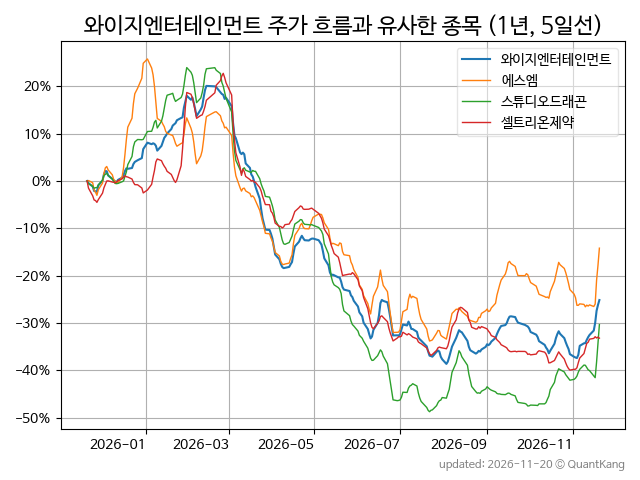 와이지엔터테인먼트 주가 흐름과 유사한 종목 (1년, 5일선)
와이지엔터테인먼트
에스엠
스튜디오드래곤
셀트리온제약
20%
10%
0%
−10%
−20%
−30%
−40%
−50%
2026-01
2026-03
2026-05
2026-07
2026-09
2026-11
updated: 2026-11-20 © QuantKang